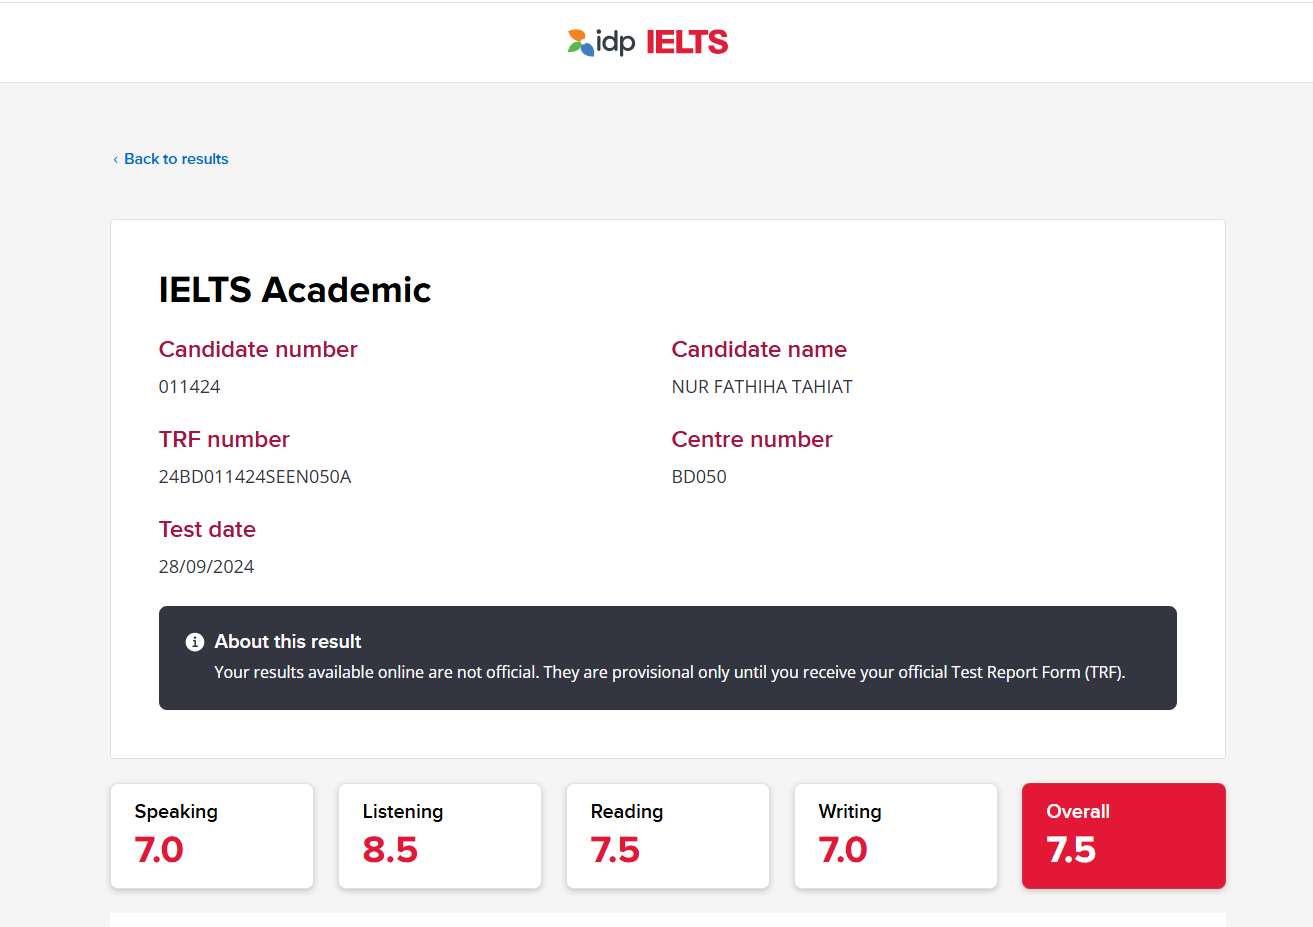 idp IELTS
‹ Back to results
IELTS Academic
Candidate number
Candidate name
011424
NUR FATHIHA TAHIAT
TRF number
Centre number
24BD011424SEEN050A
BD050
Test date
28/09/2024
About this result
Your results available online are not official. They are provisional only until you receive your official Test Report Form (TRF).
Speaking
7.0
Listening
8.5
Reading
7.5
Writing
7.0
Overall
7.5